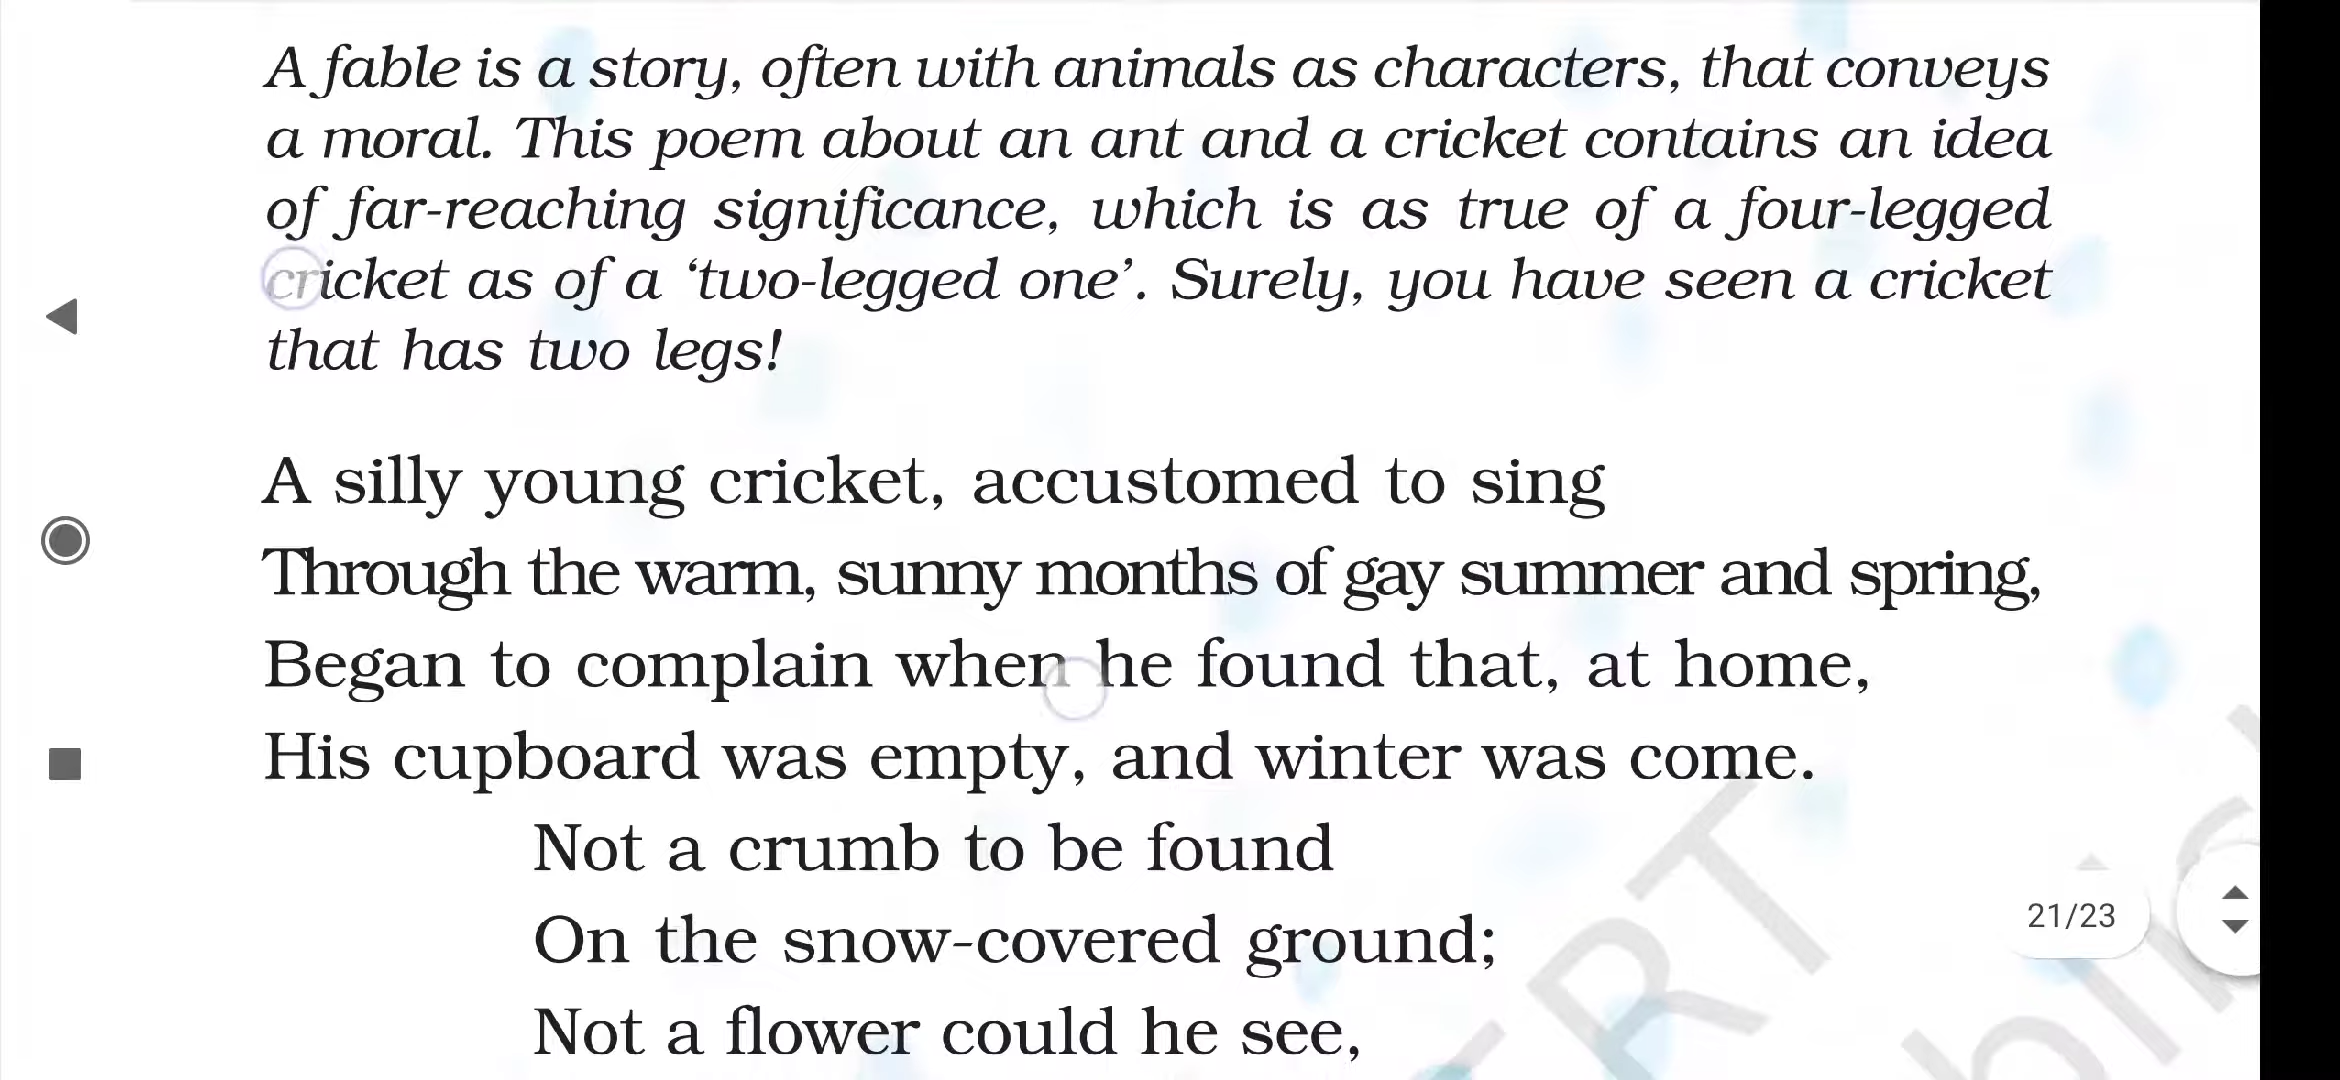 A fable is a story, often with animals as characters, that conveys
a moral. This poem about an ant and a cricket contains an idea
of far-reaching significance, which is as true of a four-legged
cricket as of a ‘two-legged one’. Surely, you have seen a cricket
that has two legs!
A silly young cricket, accustomed to sing
Through the warm, sunny months of gay summer and spring,
Began to complain when he found that, at home,
His cupboard was empty, and winter was come.
Not a crumb to be found
On the snow-covered ground;
Not a flower could he see,
21/23